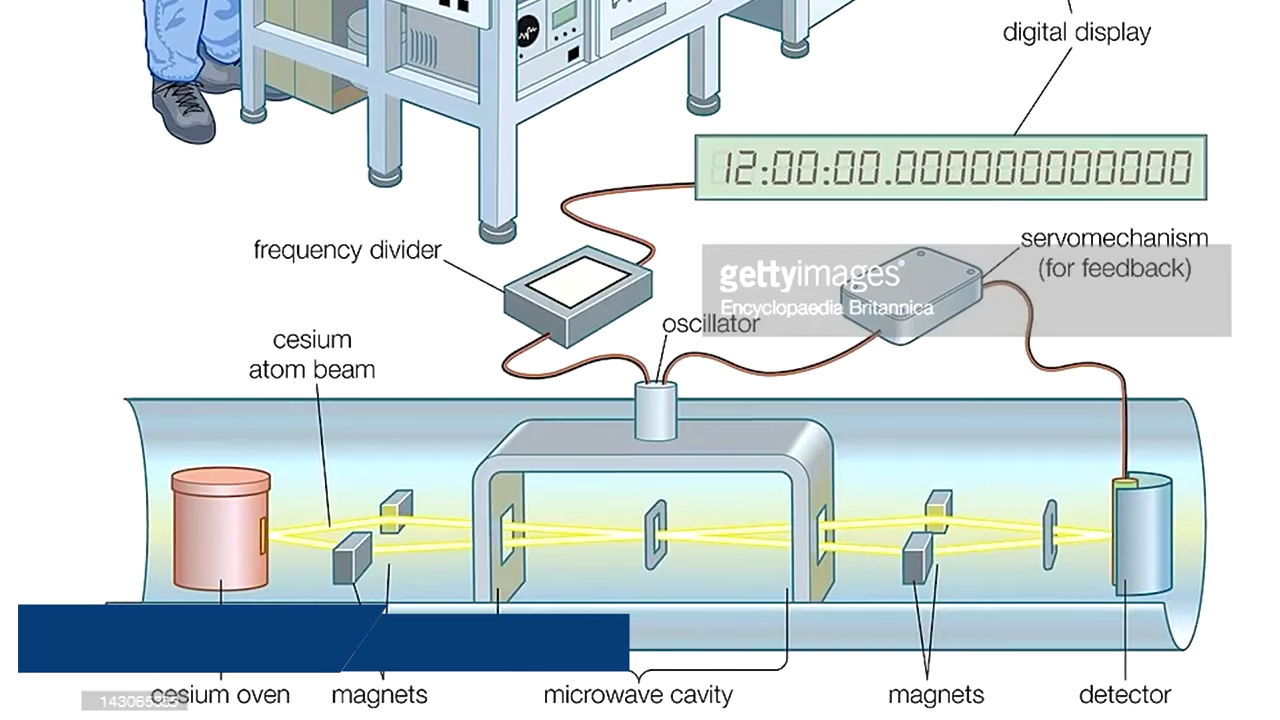 digital display
12:00:00.000000000000
frequency divider
servomechanism
(for feedback)
gettyimages®
Encyclopaedia Britannica
oscillator
cesium
atom beam
cesium oven
magnets
microwave cavity
magnets
detector